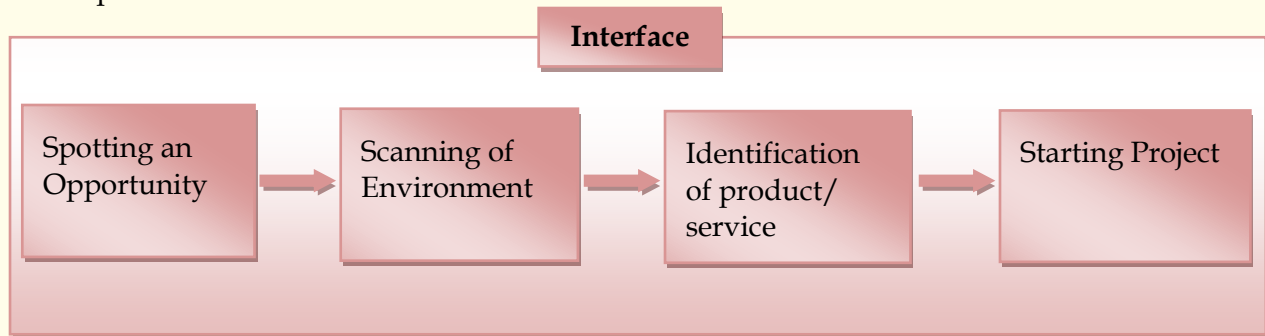 Interface
Spotting an
Opportunity
Scanning of
Environment
Identification
of product/
service
Starting Project